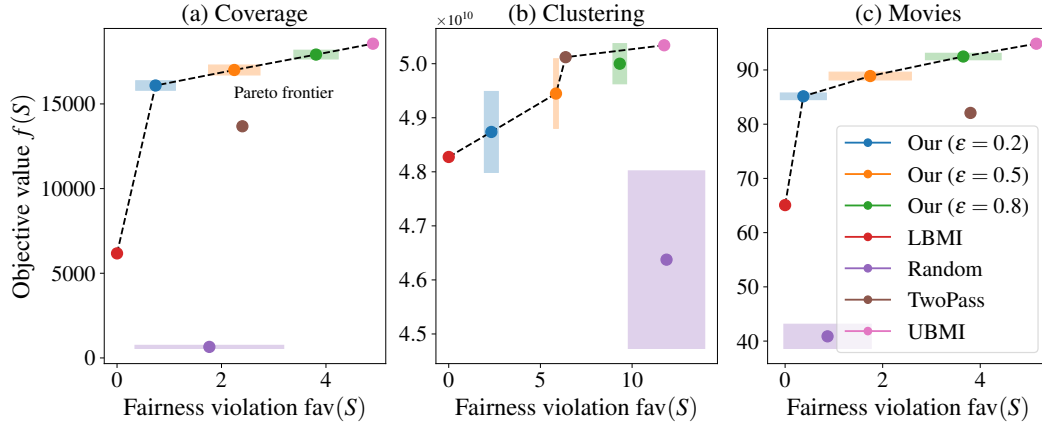 (a) Coverage
(b) Clustering
(c) Movies
×10¹⁰
Objective value f(S)
15000
10000
5000
0
Pareto frontier
0 2 4
Fairness violation fav(S)
5.0
4.9
4.8
4.7
4.6
4.5
0 5 10
Fairness violation fav(S)
90
80
70
60
50
40
0 2 4
Fairness violation fav(S)
Our (ε = 0.2)
Our (ε = 0.5)
Our (ε = 0.8)
LBMI
Random
TwoPass
UBMI